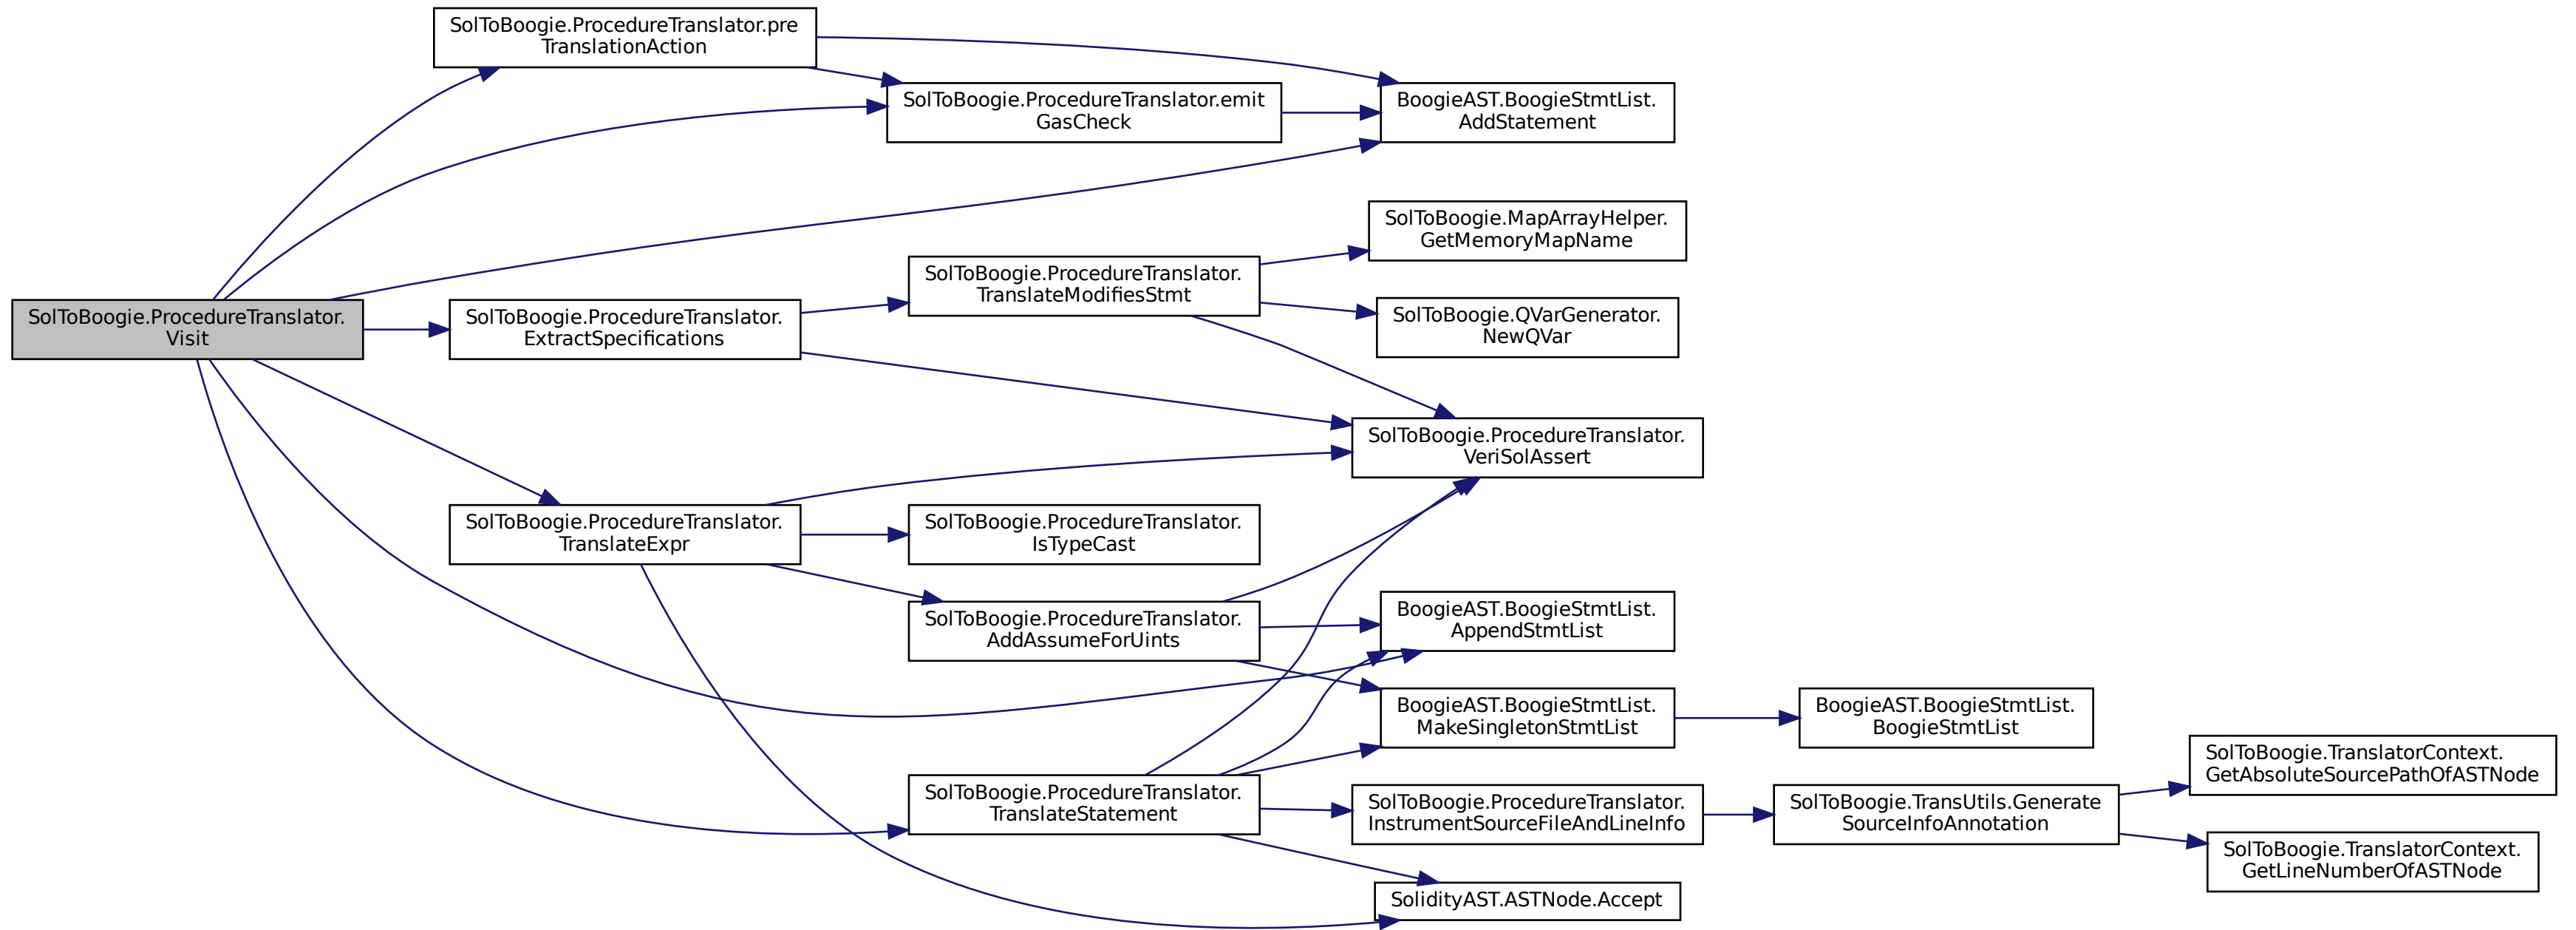 SolToBoogie.ProcedureTranslator.
Visit
SolToBoogie.ProcedureTranslator.pre
TranslationAction
SolToBoogie.ProcedureTranslator.emit
GasCheck
BoogieAST.BoogieStmtList.
AddStatement
SolToBoogie.ProcedureTranslator.
ExtractSpecifications
SolToBoogie.ProcedureTranslator.
TranslateModifiesStmt
SolToBoogie.MapArrayHelper.
GetMemoryMapName
SolToBoogie.QVarGenerator.
NewQVar
SolToBoogie.ProcedureTranslator.
VeriSolAssert
SolToBoogie.ProcedureTranslator.
TranslateExpr
SolToBoogie.ProcedureTranslator.
IsTypeCast
SolToBoogie.ProcedureTranslator.
AddAssumeForUints
BoogieAST.BoogieStmtList.
AppendStmtList
BoogieAST.BoogieStmtList.
MakeSingletonStmtList
BoogieAST.BoogieStmtList.
BoogieStmtList
SolToBoogie.ProcedureTranslator.
TranslateStatement
SolToBoogie.ProcedureTranslator.
InstrumentSourceFileAndLineInfo
SolToBoogie.TransUtils.Generate
SourceInfoAnnotation
SolToBoogie.TranslatorContext.
GetAbsoluteSourcePathOfASTNode
SolToBoogie.TranslatorContext.
GetLineNumberOfASTNode
SolidityAST.ASTNode.Accept